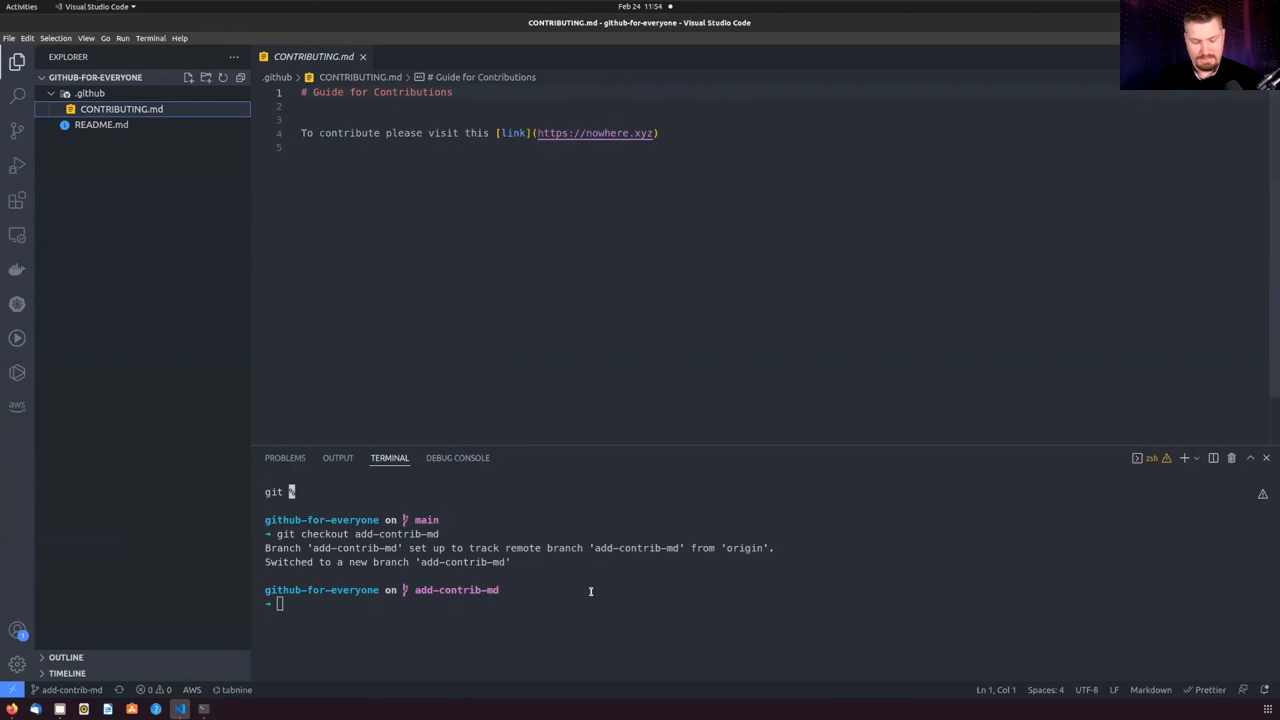 Activities
Visual Studio Code
Feb 24 11:54
CONTRIBUTING.md - github-for-everyone - Visual Studio Code
File Edit Selection View Go Run Terminal Help
EXPLORER
GITHUB-FOR-EVERYONE
.github
CONTRIBUTING.md
README.md
OUTLINE
TIMELINE
CONTRIBUTING.md
.github > CONTRIBUTING.md > # Guide for Contributions
1 # Guide for Contributions
2
3
4 To contribute please visit this [link](https://nowhere.xyz)
5
PROBLEMS OUTPUT TERMINAL DEBUG CONSOLE
zsh
git %
github-for-everyone on main
→ git checkout add-contrib-md
Branch 'add-contrib-md' set up to track remote branch 'add-contrib-md' from 'origin'.
Switched to a new branch 'add-contrib-md'
github-for-everyone on add-contrib-md
→
aws
1
add-contrib-md 0 0 AWS tabnine
Ln 1, Col 1 Spaces: 4 UTF-8 LF Markdown Prettier